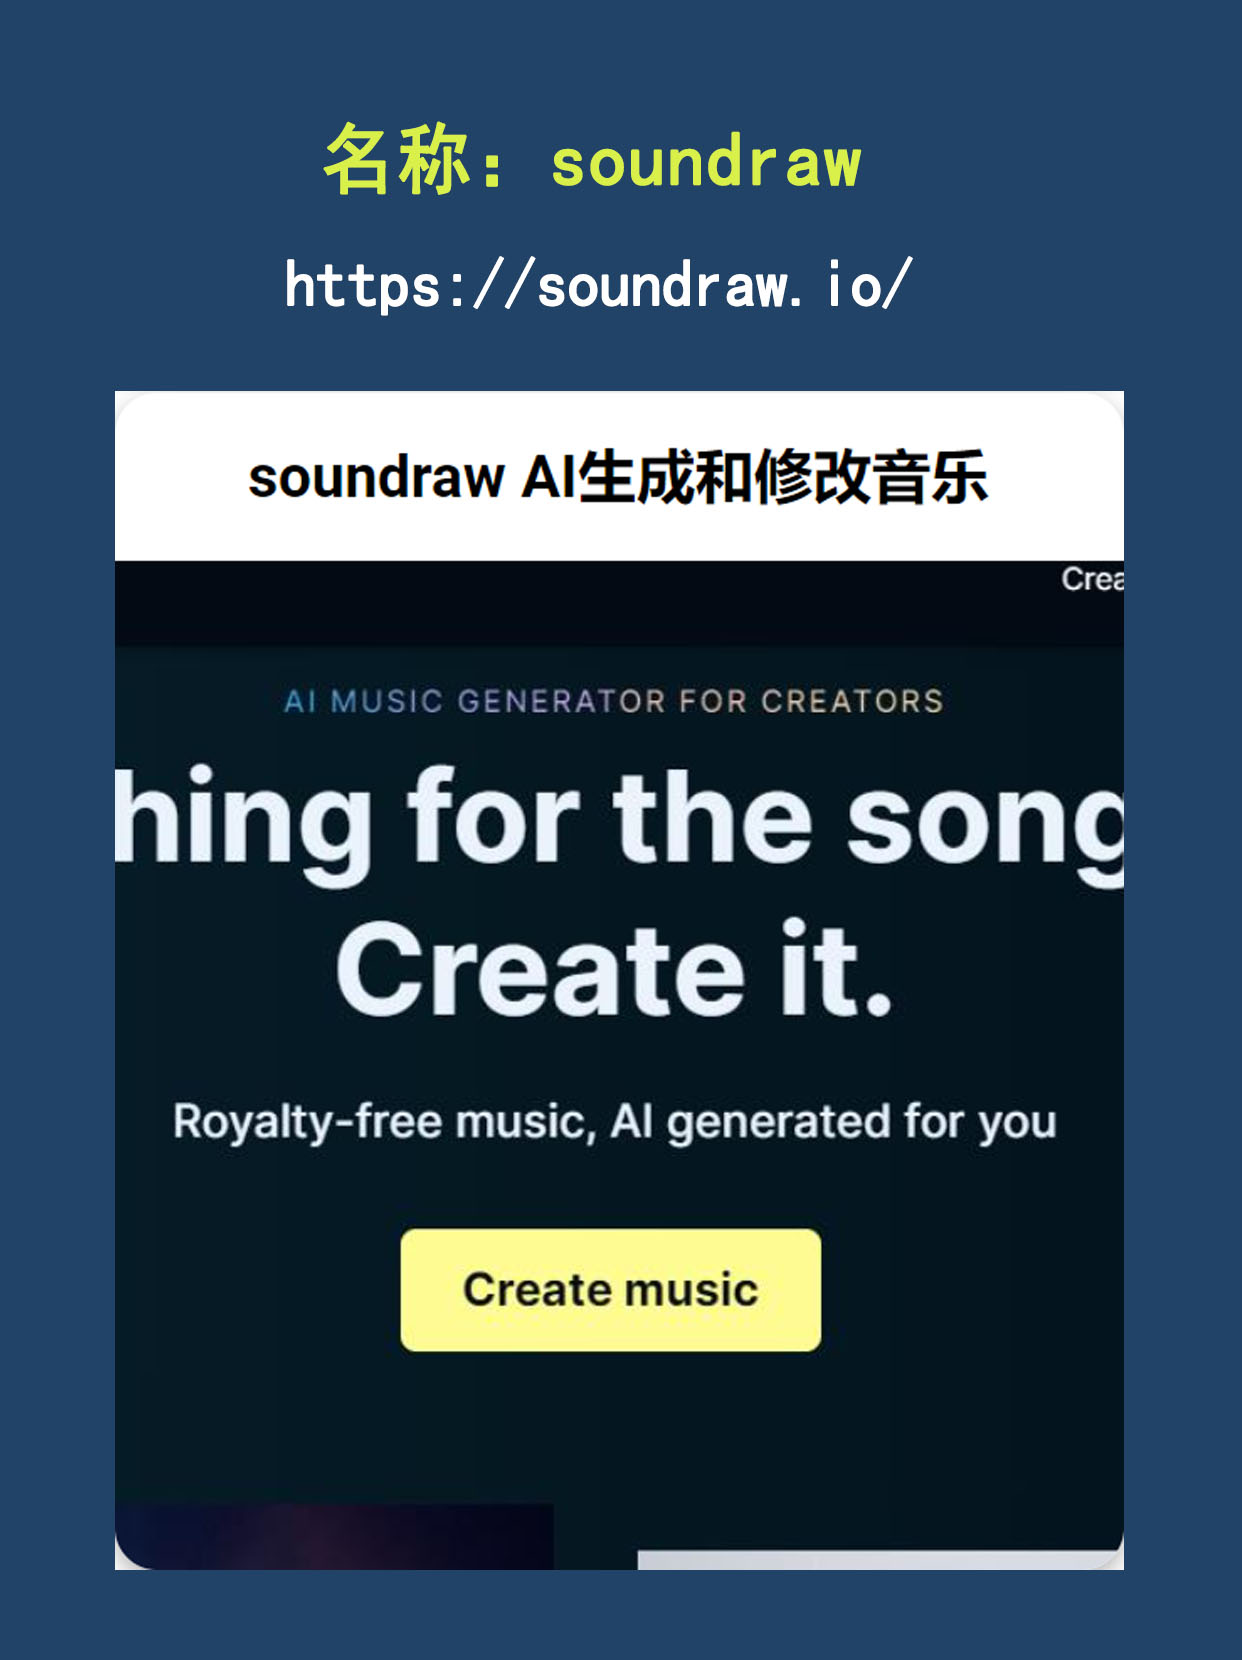 名称：soundraw
https://soundraw.io/
soundraw AI生成和修改音乐
Crea
AI MUSIC GENERATOR FOR CREATORS
hing for the song
Create it.
Royalty-free music, AI generated for you
Create music